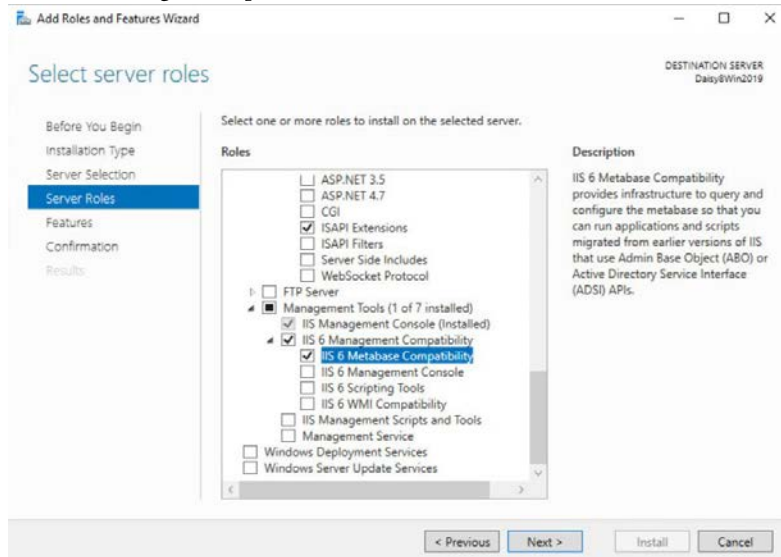 Add Roles and Features Wizard
Select server roles
DESTINATION SERVER
Daisy8Win2019
Before You Begin
Installation Type
Server Selection
Server Roles
Features
Confirmation
Results
Select one or more roles to install on the selected server.
Roles
ASP.NET 3.5
ASP.NET 4.7
CGI
ISAPI Extensions
ISAPI Filters
Server Side Includes
WebSocket Protocol
FTP Server
Management Tools (1 of 7 installed)
IIS Management Console (Installed)
IIS 6 Management Compatibility
IIS 6 Metabase Compatibility
IIS 6 Management Console
IIS 6 Scripting Tools
IIS 6 WMI Compatibility
IIS Management Scripts and Tools
Management Service
Windows Deployment Services
Windows Server Update Services
Description
IIS 6 Metabase Compatibility
provides infrastructure to query and
configure the metabase so that you
can run applications and scripts
migrated from earlier versions of IIS
that use Admin Base Object (ABO) or
Active Directory Service Interface
(ADSI) APIs.
< Previous
Next >
Install
Cancel